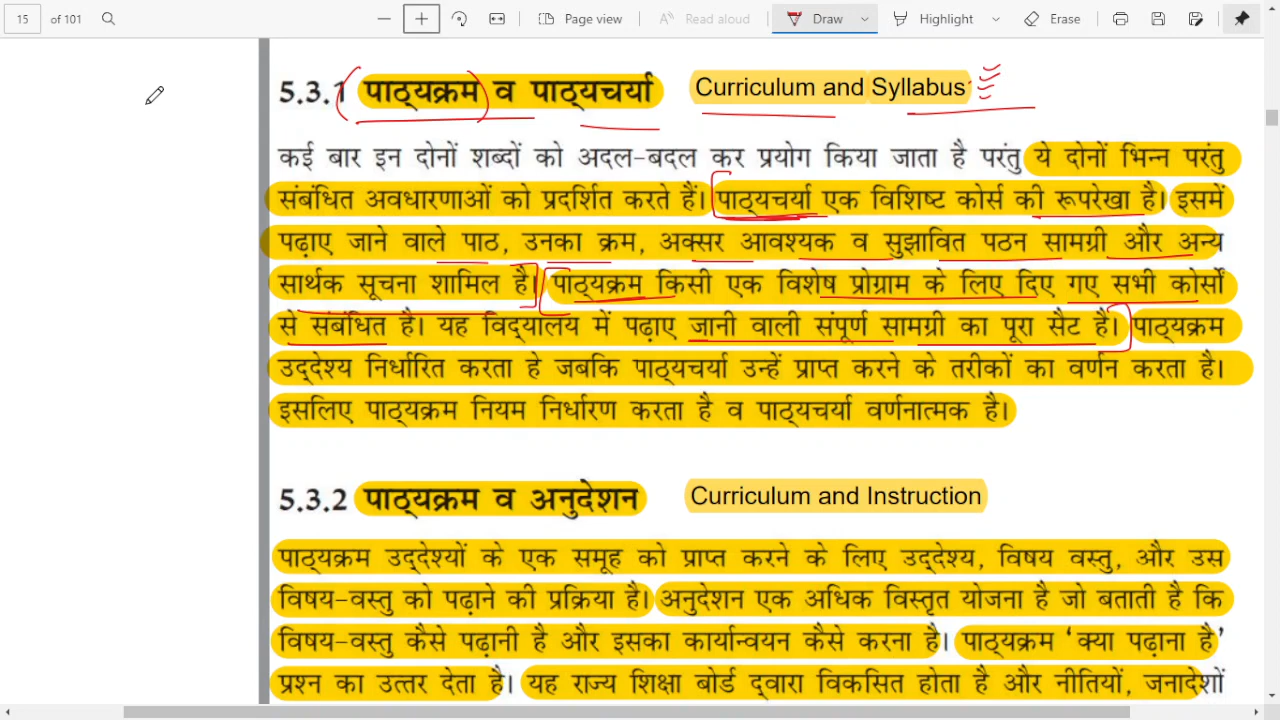 15 of 101 Page view Read aloud Draw Highlight Erase
5.3.1 पाठ्यक्रम व पाठ्यचर्या Curriculum and Syllabus
कई बार इन दोनों शब्दों को अदल-बदल कर प्रयोग किया जाता है परंतु ये दोनों भिन्न परंतु
संबंधित अवधारणाओं को प्रदर्शित करते हैं। पाठ्यचर्या एक विशिष्ट कोर्स की रूपरेखा है। इसमें
पढ़ाए जाने वाले पाठ, उनका क्रम, अक्सर आवश्यक व सुझावित पठन सामग्री और अन्य
सार्थक सूचना शामिल है। पाठ्यक्रम किसी एक विशेष प्रोग्राम के लिए दिए गए सभी कोर्सों
से संबंधित है। यह विद्यालय में पढ़ाए जानी वाली संपूर्ण सामग्री का पूरा सैट है। पाठ्यक्रम
उद्देश्य निर्धारित करता हे जबकि पाठ्यचर्या उन्हें प्राप्त करने के तरीकों का वर्णन करता है।
इसलिए पाठ्यक्रम नियम निर्धारण करता है व पाठ्यचर्या वर्णनात्मक है।
5.3.2 पाठ्यक्रम व अनुदेशन Curriculum and Instruction
पाठ्यक्रम उद्देश्यों के एक समूह को प्राप्त करने के लिए उद्देश्य, विषय वस्तु, और उस
विषय-वस्तु को पढ़ाने की प्रक्रिया है। अनुदेशन एक अधिक विस्तृत योजना है जो बताती है कि
विषय-वस्तु कैसे पढ़ानी है और इसका कार्यान्वयन कैसे करना है। पाठ्यक्रम ‘क्या पढ़ाना है’
प्रश्न का उत्तर देता है। यह राज्य शिक्षा बोर्ड द्वारा विकसित होता है और नीतियों, जनादेशों